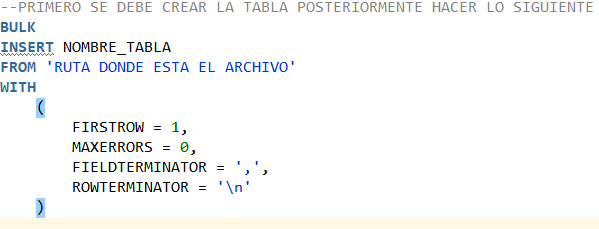 --PRIMERO SE DEBE CREAR LA TABLA POSTERIORMENTE HACER LO SIGUIENTE
BULK
INSERT NOMBRE_TABLA
FROM 'RUTA DONDE ESTA EL ARCHIVO'
WITH
(
FIRSTROW = 1,
MAXERRORS = 0,
FIELDTERMINATOR = ',',
ROWTERMINATOR = '\n'
)